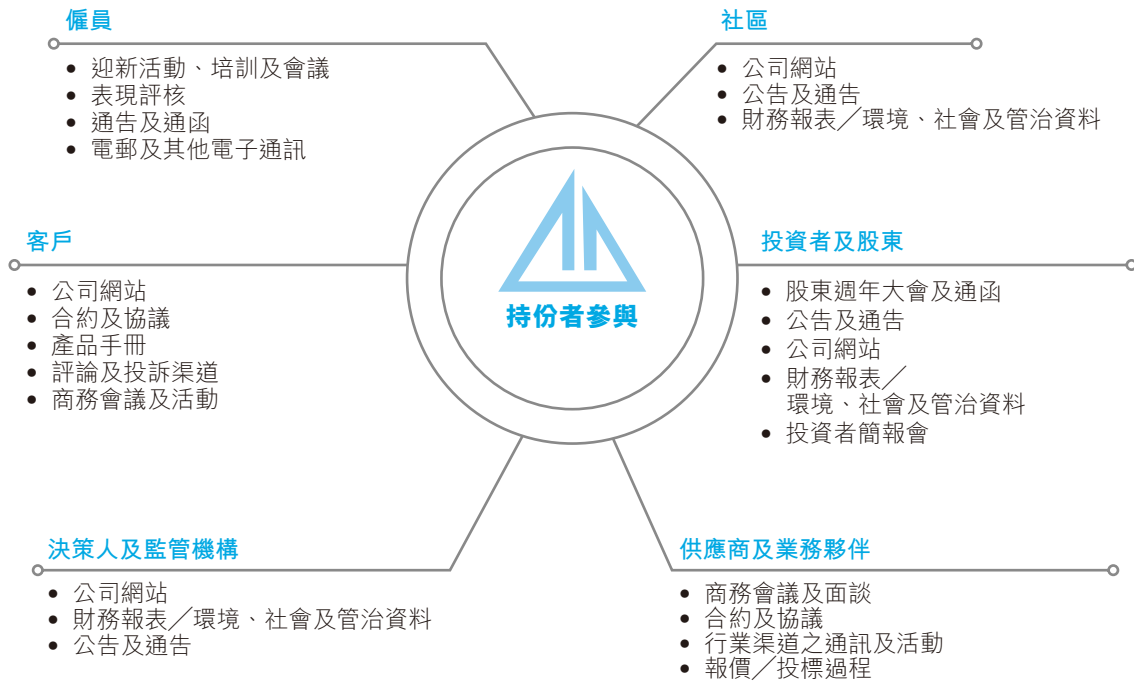 僱員
• 迎新活動、培訓及會議
• 表現評核
• 通告及通函
• 電郵及其他電子通訊
社區
• 公司網站
• 公告及通告
• 財務報表╱環境、社會及管治資料
客戶
• 公司網站
• 合約及協議
• 產品手冊
• 評論及投訴渠道
• 商務會議及活動
持份者參與
投資者及股東
• 股東週年大會及通函
• 公告及通告
• 公司網站
• 財務報表╱
環境、社會及管治資料
• 投資者簡報會
決策人及監管機構
• 公司網站
• 財務報表╱環境、社會及管治資料
• 公告及通告
供應商及業務夥伴
• 商務會議及面談
• 合約及協議
• 行業渠道之通訊及活動
• 報價╱投標過程